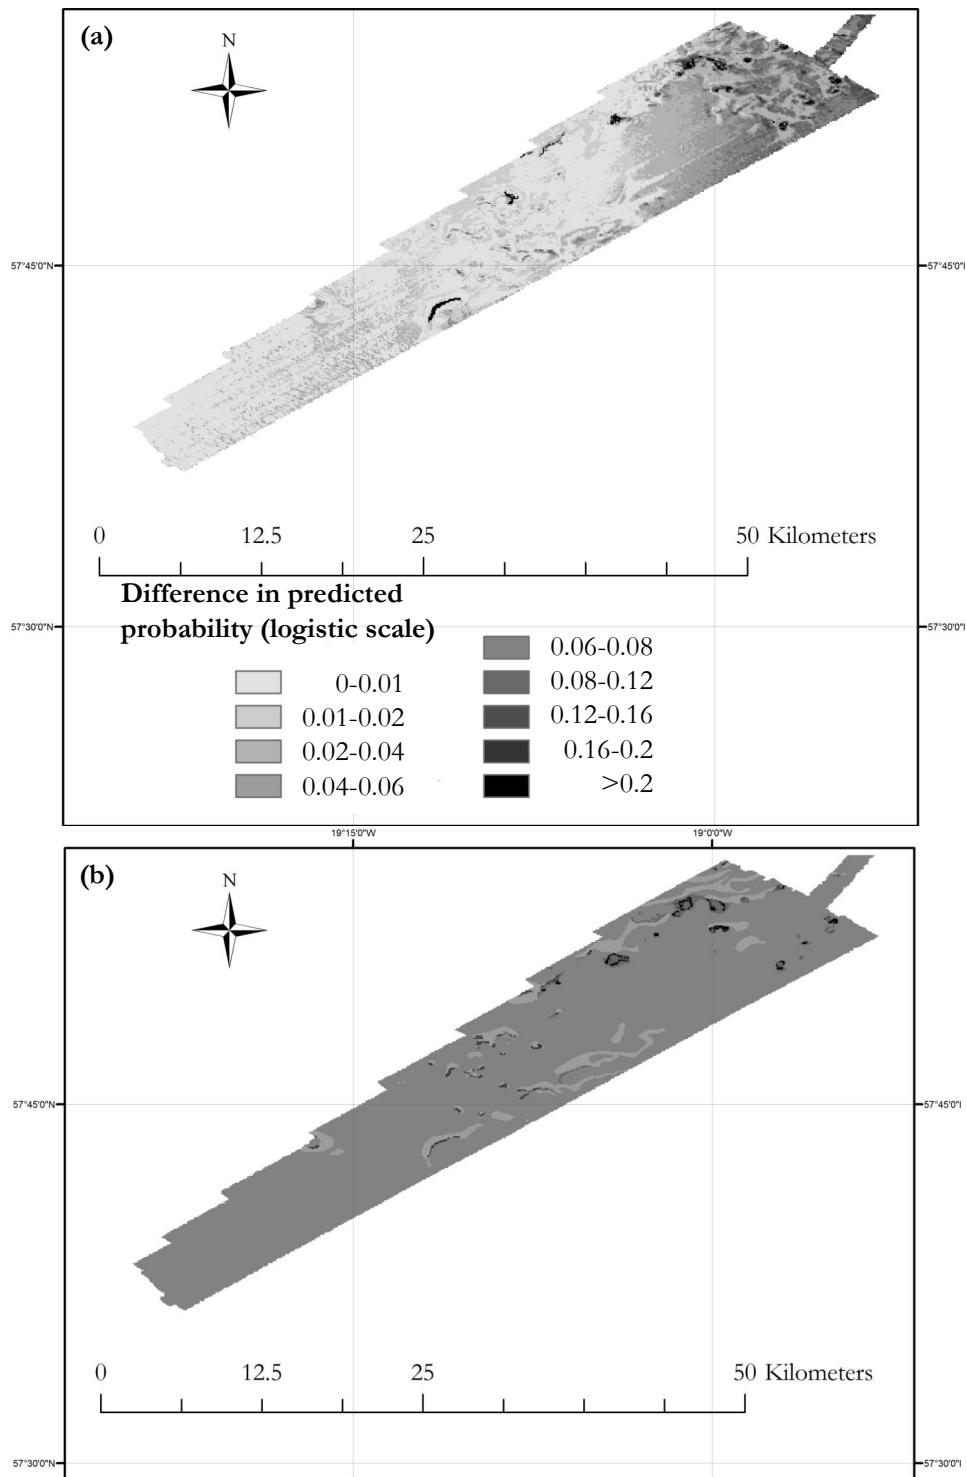 (a)
N
57°45'0"N
57°45'0"I
0 12.5 25 50 Kilometers
Difference in predicted
probability (logistic scale)
57°30'0"N
57°30'0"I
0-0.01
0.01-0.02
0.02-0.04
0.04-0.06
0.06-0.08
0.08-0.12
0.12-0.16
0.16-0.2
>0.2
19°15'0"W
19°0'0"W
(b)
N
57°45'0"N
57°45'0"I
0 12.5 25 50 Kilometers
57°30'0"N
57°30'0"I